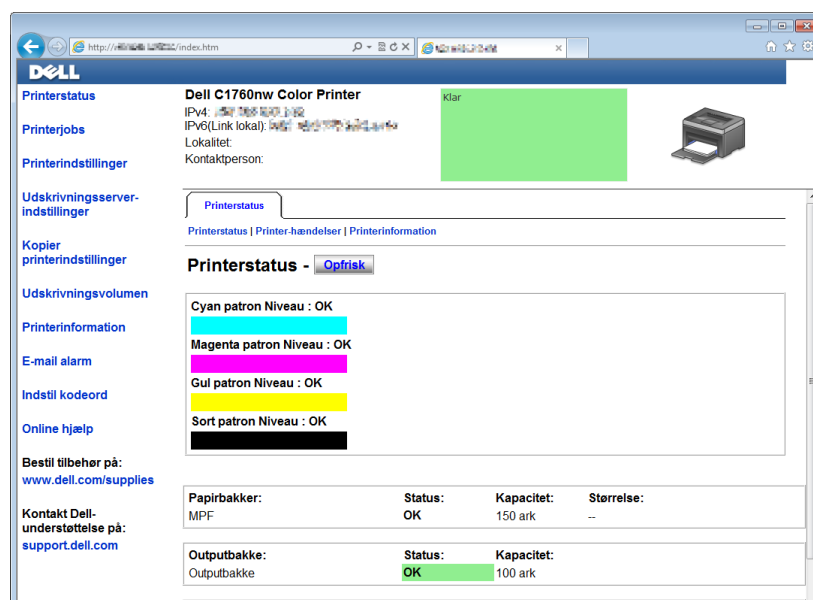 http:// /index.htm
DELL
Printerstatus
Printerjobs
Printerindstillinger
Udskrivningsserver-
indstillinger
Kopier
printerindstillinger
Udskrivningsvolumen
Printerinformation
E-mail alarm
Indstil kodeord
Online hjælp
Bestil tilbehør på:
www.dell.com/supplies
Kontakt Dell-
understøttelse på:
support.dell.com
Dell C1760nw Color Printer
IPv4:
IPv6(Link lokal):
Lokalitet:
Kontaktperson:
Klar
Printerstatus
Printerstatus | Printer-hændelser | Printerinformation
Printerstatus - Opfrisk
Cyan patron Niveau : OK
Magenta patron Niveau : OK
Gul patron Niveau : OK
Sort patron Niveau : OK
Papirbakker: Status: Kapacitet: Størrelse:
MPF OK 150 ark --
Outputbakke: Status: Kapacitet:
Outputbakke OK 100 ark